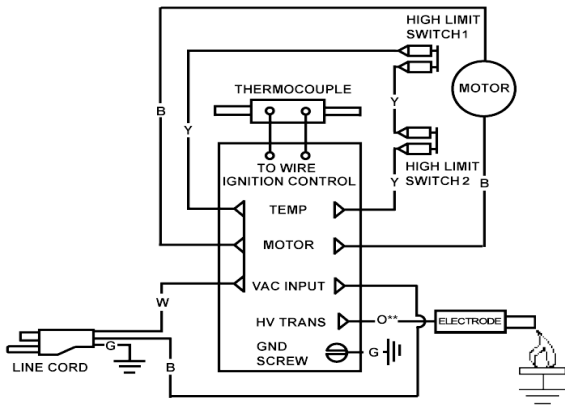 HIGH LIMIT
SWITCH1
THERMOCOUPLE
MOTOR
B
Y
Y
TO WIRE
IGNITION CONTROL
HIGH LIMIT
SWITCH 2
Y
B
TEMP
MOTOR
VAC INPUT
W
HV TRANS
O**
ELECTRODE
GND
SCREW
G
G
LINE CORD
B